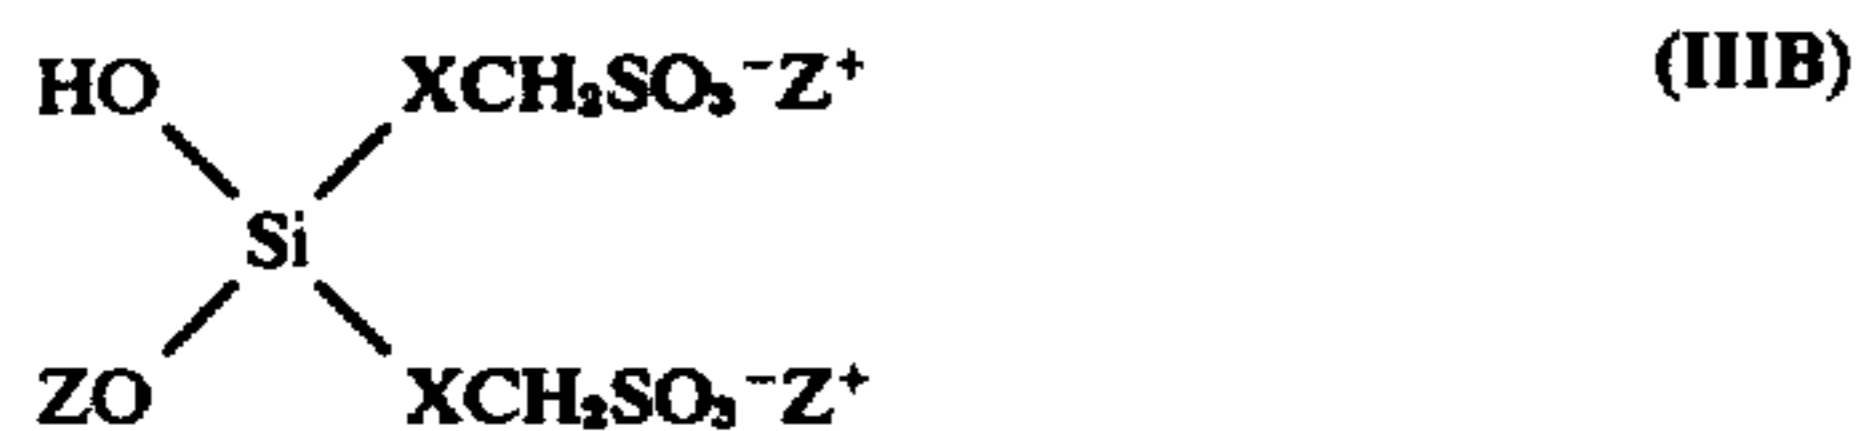 HO XCH₂SO₃⁻Z⁺ (IIIB)
Si
ZO XCH₂SO₃⁻Z⁺